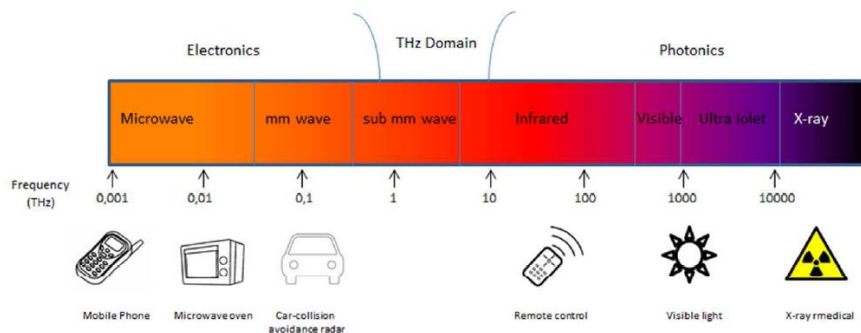 Electronics
THz Domain
Photonics
Microwave
mm wave
sub mm wave
Infrared
Visible
Ultra iolet
X-ray
Frequency
(THz)
0,001
0,01
0,1
1
10
100
1000
10000
Mobile Phone
Microwave oven
Car-collision
avoidance radar
Remote control
Visible light
X-ray rmedical